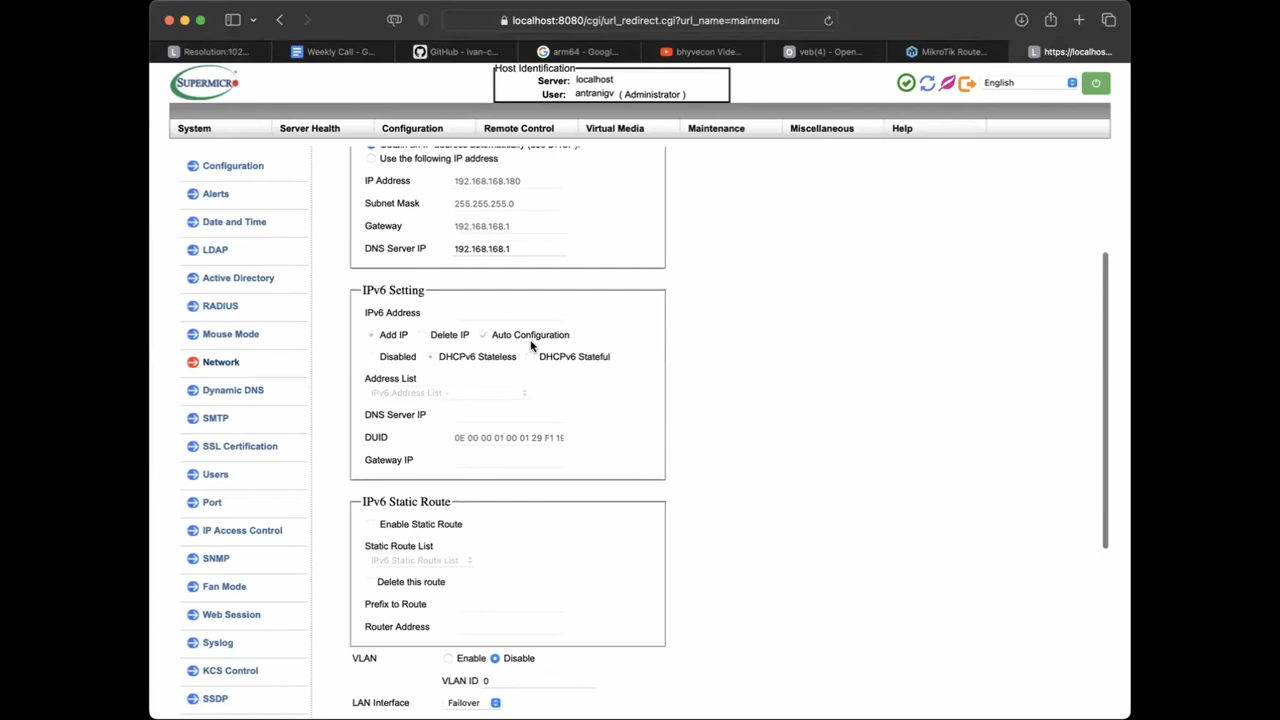 localhost:8080/cgi/url_redirect.cgi?url_name=mainmenu
Resolution:102...
Weekly Call - G...
GitHub - ivan-c...
arm64 - Googl...
bhyvecon Vide...
veb(4) - Open...
MikroTik Route...
https://localhos...
SUPERMICRO
Host Identification
Server: localhost
User: antranigv ( Administrator )
English
System Server Health Configuration Remote Control Virtual Media Maintenance Miscellaneous Help
Configuration
Alerts
Date and Time
LDAP
Active Directory
RADIUS
Mouse Mode
Network
Dynamic DNS
SMTP
SSL Certification
Users
Port
IP Access Control
SNMP
Fan Mode
Web Session
Syslog
KCS Control
SSDP
Use the following IP address
IP Address 192.168.168.180
Subnet Mask 255.255.255.0
Gateway 192.168.168.1
DNS Server IP 192.168.168.1
IPv6 Setting
IPv6 Address
Add IP Delete IP Auto Configuration
Disabled DHCPv6 Stateless DHCPv6 Stateful
Address List
IPv6 Address List -
DNS Server IP
DUID 0E 00 00 01 00 01 29 F1 19
Gateway IP
IPv6 Static Route
Enable Static Route
Static Route List
IPv6 Static Route List
Delete this route
Prefix to Route
Router Address
VLAN Enable Disable
VLAN ID 0
LAN Interface Failover